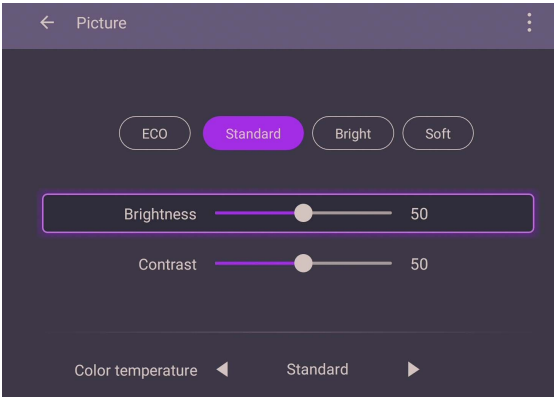 Picture
ECO Standard Bright Soft
Brightness 50
Contrast 50
Color temperature Standard